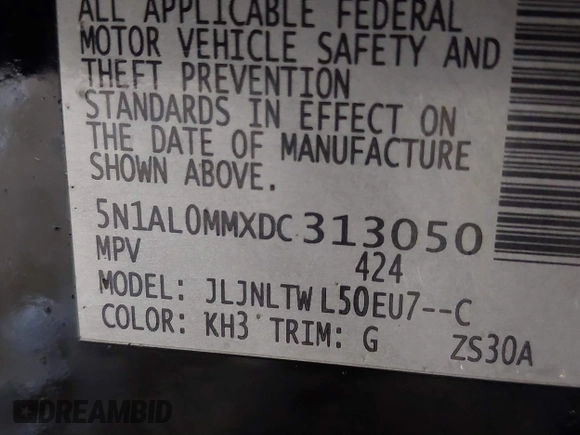 ALL APPLICABLE FEDERAL
MOTOR VEHICLE SAFETY AND
THEFT PREVENTION
STANDARDS IN EFFECT ON
THE DATE OF MANUFACTURE
SHOWN ABOVE.
5N1AL0MMXDC313050
MPV 424
MODEL: JLJNLTW L50EU7--C
COLOR: KH3 TRIM: G ZS30A
DREAMBID